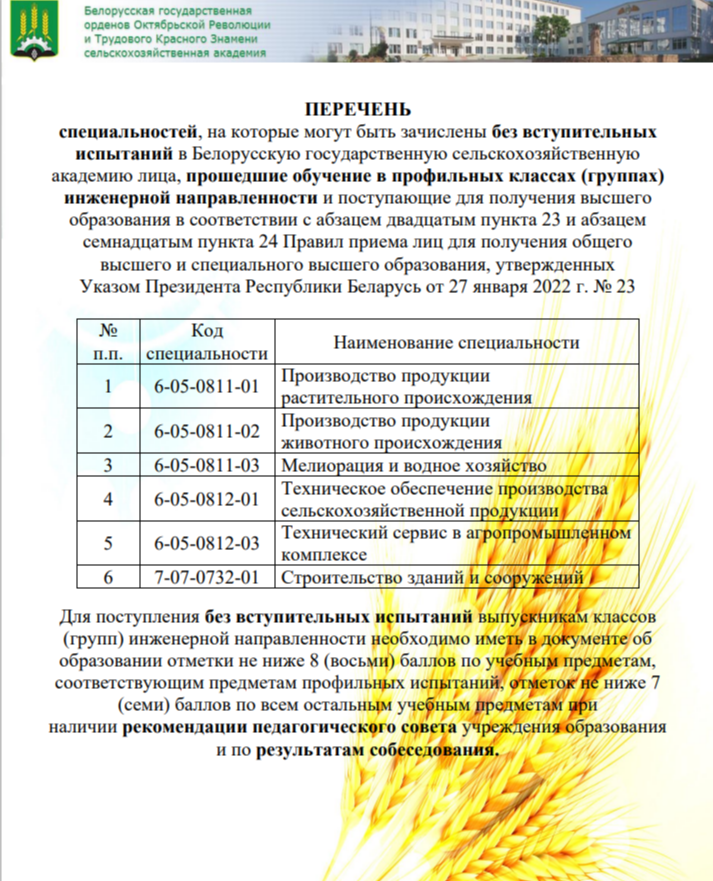 Белорусская государственная
орденов Октябрьской Революции
и Трудового Красного Знамени
сельскохозяйственная академия
ПЕРЕЧЕНЬ
специальностей, на которые могут быть зачислены без вступительных
испытаний в Белорусскую государственную сельскохозяйственную
академию лица, прошедшие обучение в профильных классах (группах)
инженерной направленности и поступающие для получения высшего
образования в соответствии с абзацем двадцатым пункта 23 и абзацем
семнадцатым пункта 24 Правил приема лиц для получения общего
высшего и специального высшего образования, утвержденных
Указом Президента Республики Беларусь от 27 января 2022 г. № 23
№ п.п. Код специальности Наименование специальности
1 6-05-0811-01 Производство продукции
растительного происхождения
2 6-05-0811-02 Производство продукции
животного происхождения
3 6-05-0811-03 Мелиорация и водное хозяйство
4 6-05-0812-01 Техническое обеспечение производства
сельскохозяйственной продукции
5 6-05-0812-03 Технический сервис в агропромышленном
комплексе
6 7-07-0732-01 Строительство зданий и сооружений
Для поступления без вступительных испытаний выпускникам классов
(групп) инженерной направленности необходимо иметь в документе об
образовании отметки не ниже 8 (восьми) баллов по учебным предметам,
соответствующим предметам профильных испытаний, отметок не ниже 7
(семи) баллов по всем остальным учебным предметам при
наличии рекомендации педагогического совета учреждения образования
и по результатам собеседования.